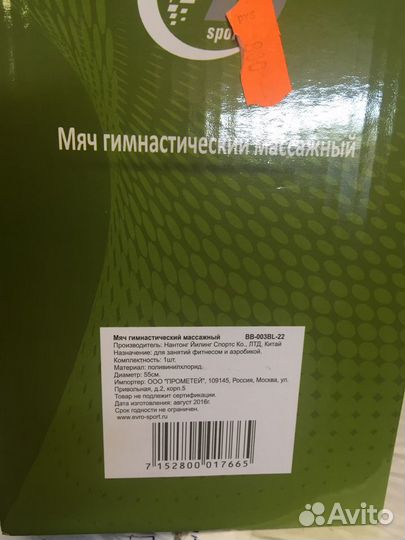 spor
Мяч гимнастический массажный
Мяч гимнастический массажный BB-003BL-22
Производитель: Нантонг Йилинг Спортс Ко., ЛТД, Китай
Назначение: для занятий фитнесом и аэробикой.
Комплектность: 1шт.
Материал: поливинилхлорид.
Диаметр: 55см.
Импортер: ООО "ПРОМЕТЕЙ", 109145, Россия, Москва, ул.
Привольная, д.2, корп.5
Товар не подлежит сертификации.
Дата изготовления: август 2016г.
Срок годности не ограничен.
www.evro-sport.ru
7 152800 017665
Avito